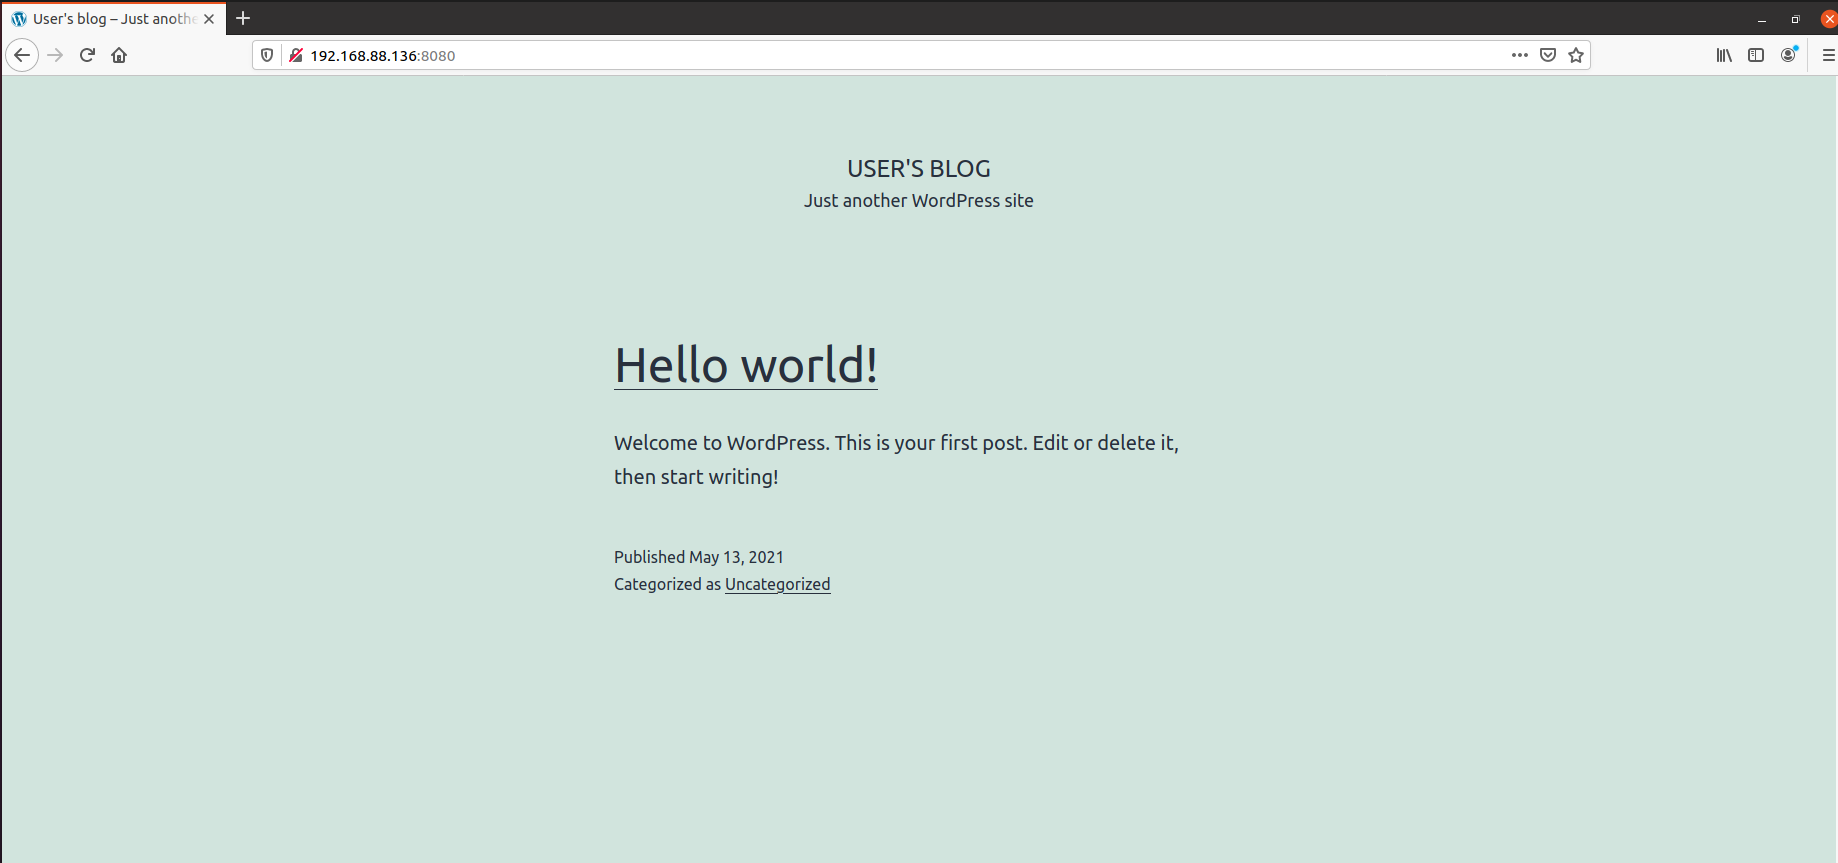 User's blog – Just anothe
192.168.88.136:8080
USER'S BLOG
Just another WordPress site
Hello world!
Welcome to WordPress. This is your first post. Edit or delete it,
then start writing!
Published May 13, 2021
Categorized as Uncategorized